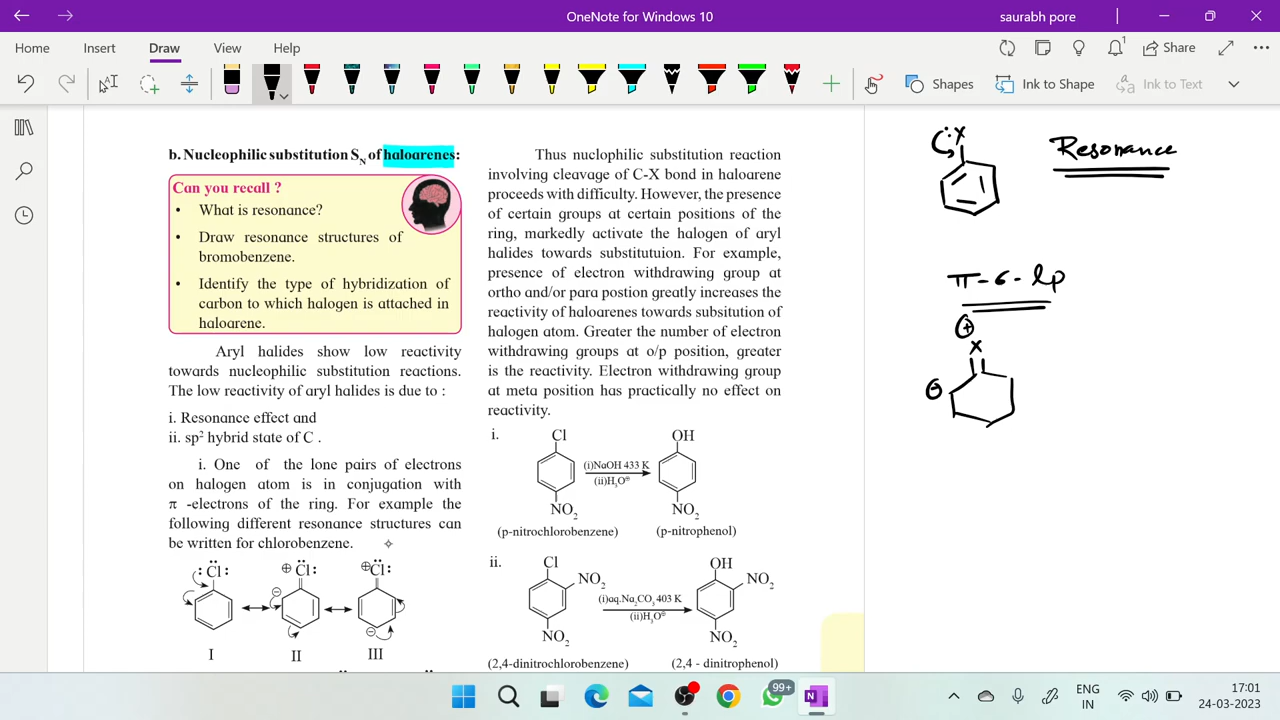 OneNote for Windows 10
saurabh pore
Home Insert Draw View Help
Share
Shapes
Ink to Shape
Ink to Text
b. Nucleophilic substitution SN of haloarenes:
Can you recall ?
• What is resonance?
• Draw resonance structures of
bromobenzene.
• Identify the type of hybridization of
carbon to which halogen is attached in
haloarene.
Aryl halides show low reactivity
towards nucleophilic substitution reactions.
The low reactivity of aryl halides is due to :
i. Resonance effect and
ii. sp² hybrid state of C .
i. One of the lone pairs of electrons
on halogen atom is in conjugation with
π -electrons of the ring. For example the
following different resonance structures can
be written for chlorobenzene.
: Cl :
⊕ Cl :
⊕ Cl :
⊖
⊖
I
II
III
Thus nuclophilic substitution reaction
involving cleavage of C-X bond in haloarene
proceeds with difficulty. However, the presence
of certain groups at certain positions of the
ring, markedly activate the halogen of aryl
halides towards substitutuion. For example,
presence of electron withdrawing group at
ortho and/or para postion greatly increases the
reactivity of haloarenes towards subsitution of
halogen atom. Greater the number of electron
withdrawing groups at o/p position, greater
is the reactivity. Electron withdrawing group
at meta position has practically no effect on
reactivity.
i.
Cl
OH
(i)NaOH 433 K
(ii)H₃O⊕
NO₂
NO₂
(p-nitrochlorobenzene)
(p-nitrophenol)
ii.
Cl
OH
NO₂
NO₂
(i)aq.Na₂CO₃ 403 K
(ii)H₃O⊕
NO₂
NO₂
(2,4-dinitrochlorobenzene)
(2,4 - dinitrophenol)
:X
Resonance
π-6-lp
⊕
X
⊖
99+
ENG
IN
17:01
24-03-2023